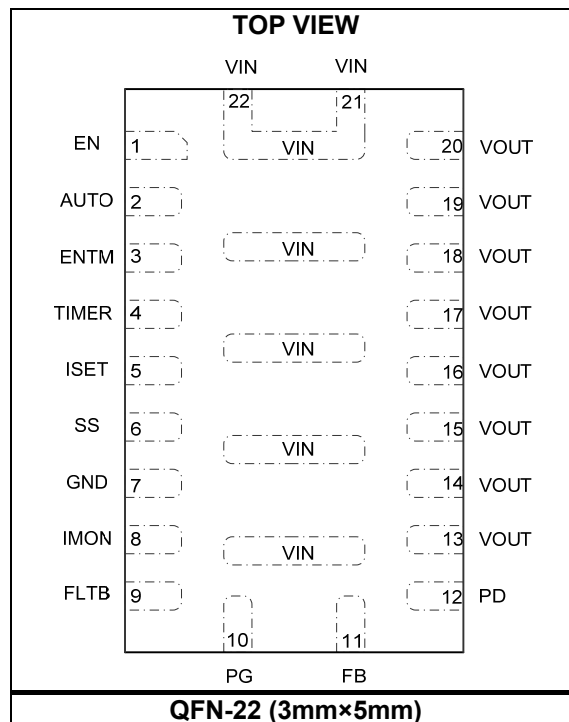 TOP VIEW
VIN VIN
22 21
EN 1 VIN 20 VOUT
AUTO 2 19 VOUT
ENTM 3 VIN 18 VOUT
TIMER 4 17 VOUT
VIN
ISET 5 16 VOUT
SS 6 15 VOUT
VIN
GND 7 14 VOUT
IMON 8 13 VOUT
VIN
FLTB 9 12 PD
10 11
PG FB
QFN-22 (3mm×5mm)